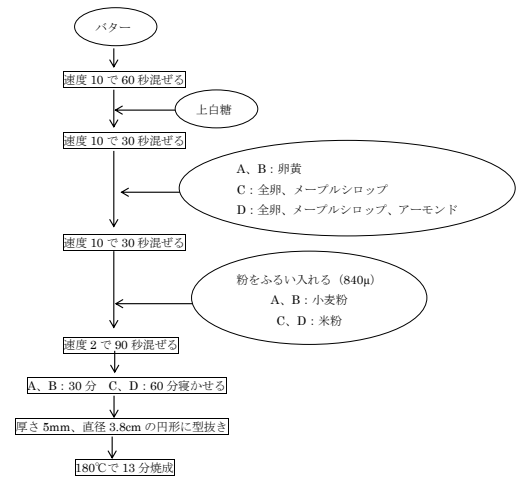 バター
速度 10 で 60 秒混ぜる
上白糖
速度 10 で 30 秒混ぜる
A、B：卵黄
C：全卵、メープルシロップ
D：全卵、メープルシロップ、アーモンド
速度 10 で 30 秒混ぜる
粉をふるい入れる（840μ）
A、B：小麦粉
C、D：米粉
速度 2 で 90 秒混ぜる
A、B：30 分　C、D：60 分寝かせる
厚さ 5mm、直径 3.8cm の円形に型抜き
180℃で 13 分焼成